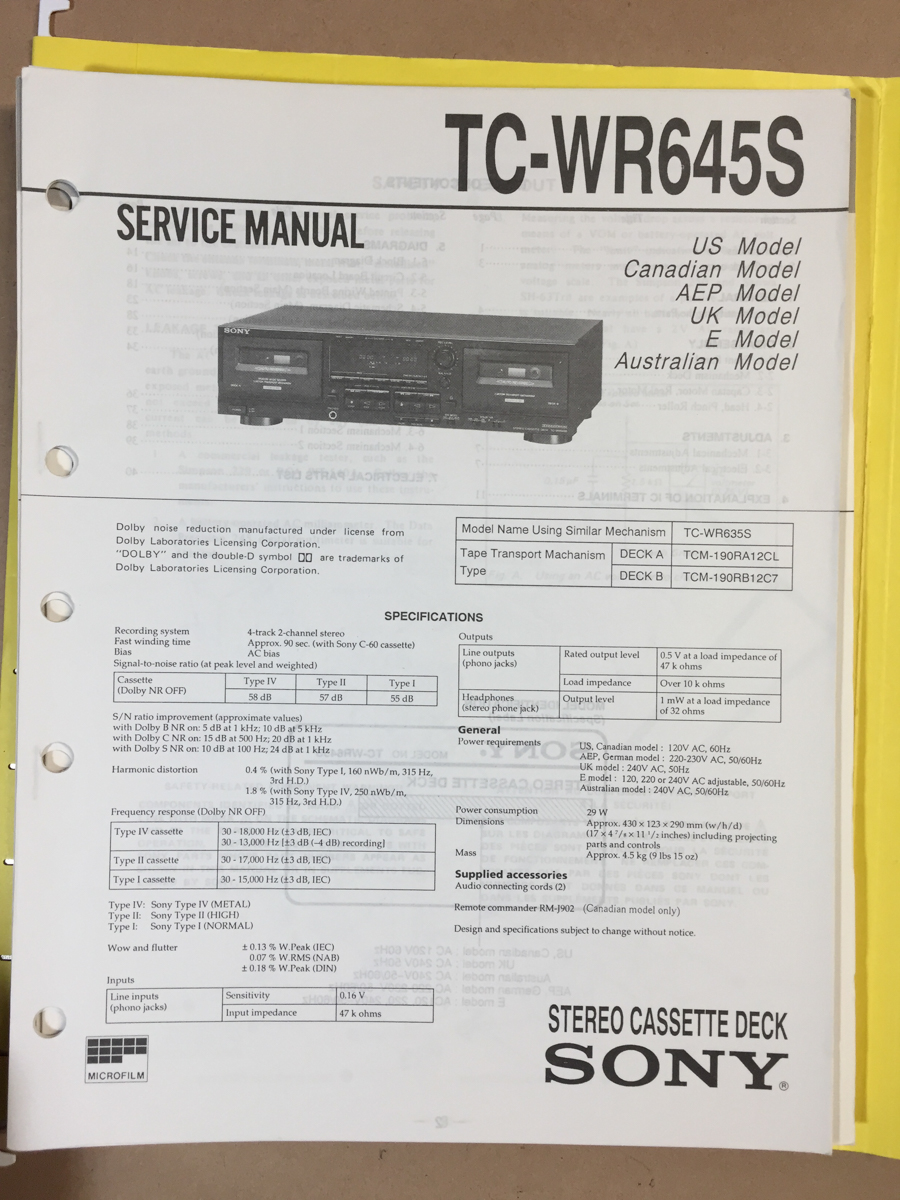 TC-WR645S
SERVICE MANUAL
US Model
Canadian Model
AEP Model
UK Model
E Model
Australian Model
SONY
Dolby noise reduction manufactured under license from
Dolby Laboratories Licensing Corporation.
"DOLBY" and the double-D symbol are trademarks of
Dolby Laboratories Licensing Corporation.
Model Name Using Similar Mechanism TC-WR635S
Tape Transport Machanism Type DECK A TCM-190RA12CL
DECK B TCM-190RB12C7
SPECIFICATIONS
Recording system 4-track 2-channel stereo
Fast winding time Approx. 90 sec. (with Sony C-60 cassette)
Bias AC bias
Signal-to-noise ratio (at peak level and weighted)
Cassette (Dolby NR OFF) Type IV Type II Type I
58 dB 57 dB 55 dB
S/N ratio improvement (approximate values)
with Dolby B NR on: 5 dB at 1 kHz; 10 dB at 5 kHz
with Dolby C NR on: 15 dB at 500 Hz; 20 dB at 1 kHz
with Dolby S NR on: 10 dB at 100 Hz; 24 dB at 1 kHz
Harmonic distortion 0.4 % (with Sony Type I, 160 nWb/m, 315 Hz,
3rd H.D.)
1.8 % (with Sony Type IV, 250 nWb/m,
315 Hz, 3rd H.D.)
Frequency response (Dolby NR OFF)
Type IV cassette 30 - 18,000 Hz (±3 dB, IEC)
30 - 13,000 Hz [±3 dB (–4 dB) recording]
Type II cassette 30 - 17,000 Hz (±3 dB, IEC)
Type I cassette 30 - 15,000 Hz (±3 dB, IEC)
Type IV: Sony Type IV (METAL)
Type II: Sony Type II (HIGH)
Type I: Sony Type I (NORMAL)
Wow and flutter ± 0.13 % W.Peak (IEC)
0.07 % W.RMS (NAB)
± 0.18 % W.Peak (DIN)
Inputs
Line inputs (phono jacks) Sensitivity 0.16 V
Input impedance 47 k ohms
Outputs
Line outputs (phono jacks) Rated output level 0.5 V at a load impedance of
47 k ohms
Load impedance Over 10 k ohms
Headphones (stereo phone jack) Output level 1 mW at a load impedance
of 32 ohms
General
Power requirements
US, Canadian model : 120V AC, 60Hz
AEP, German model : 220-230V AC, 50/60Hz
UK model : 240V AC, 50Hz
E model : 120, 220 or 240V AC adjustable, 50/60Hz
Australian model : 240V AC, 50/60Hz
Power consumption 29 W
Dimensions Approx. 430 × 123 × 290 mm (w/h/d)
(17 × 4 7/8 × 11 1/2 inches) including projecting
parts and controls
Mass Approx. 4.5 kg (9 lbs 15 oz)
Supplied accessories
Audio connecting cords (2)
Remote commander RM-J902 (Canadian model only)
Design and specifications subject to change without notice.
MICROFILM
STEREO CASSETTE DECK
SONY®